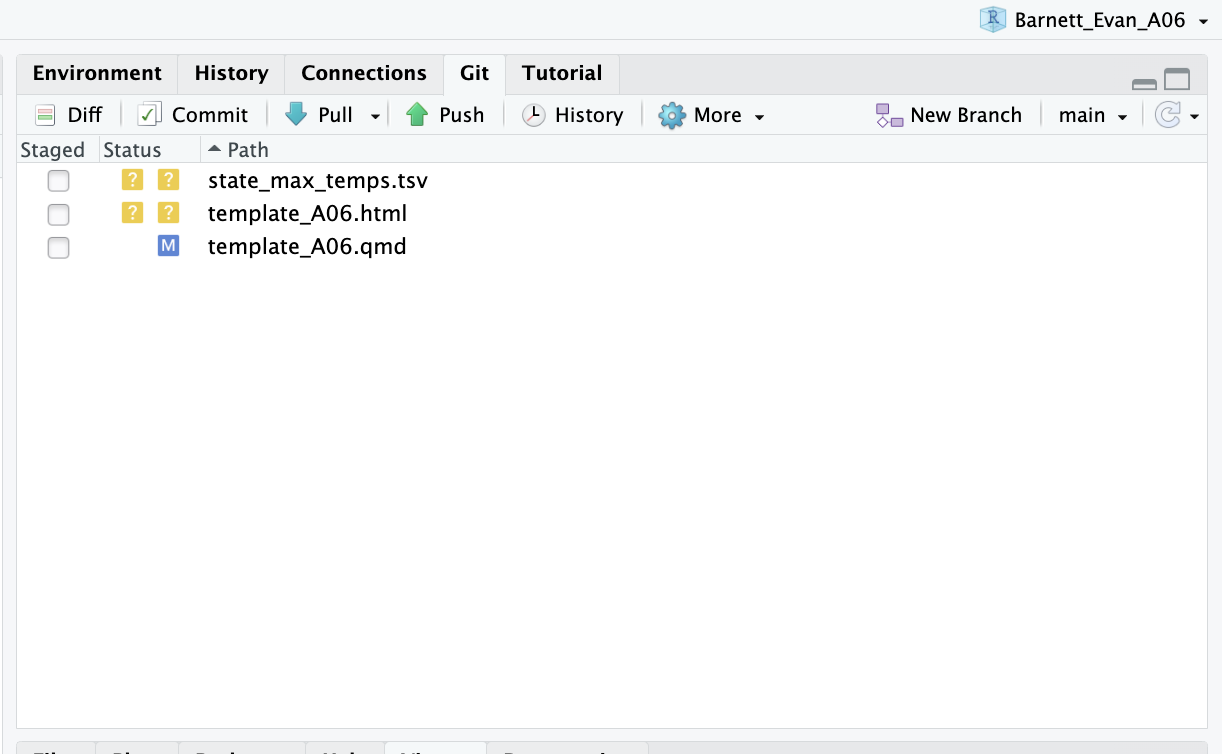 Barnett_Evan_A06
Environment History Connections Git Tutorial
Diff Commit Pull Push History More New Branch main
Staged Status Path
? ? state_max_temps.tsv
? ? template_A06.html
M template_A06.qmd